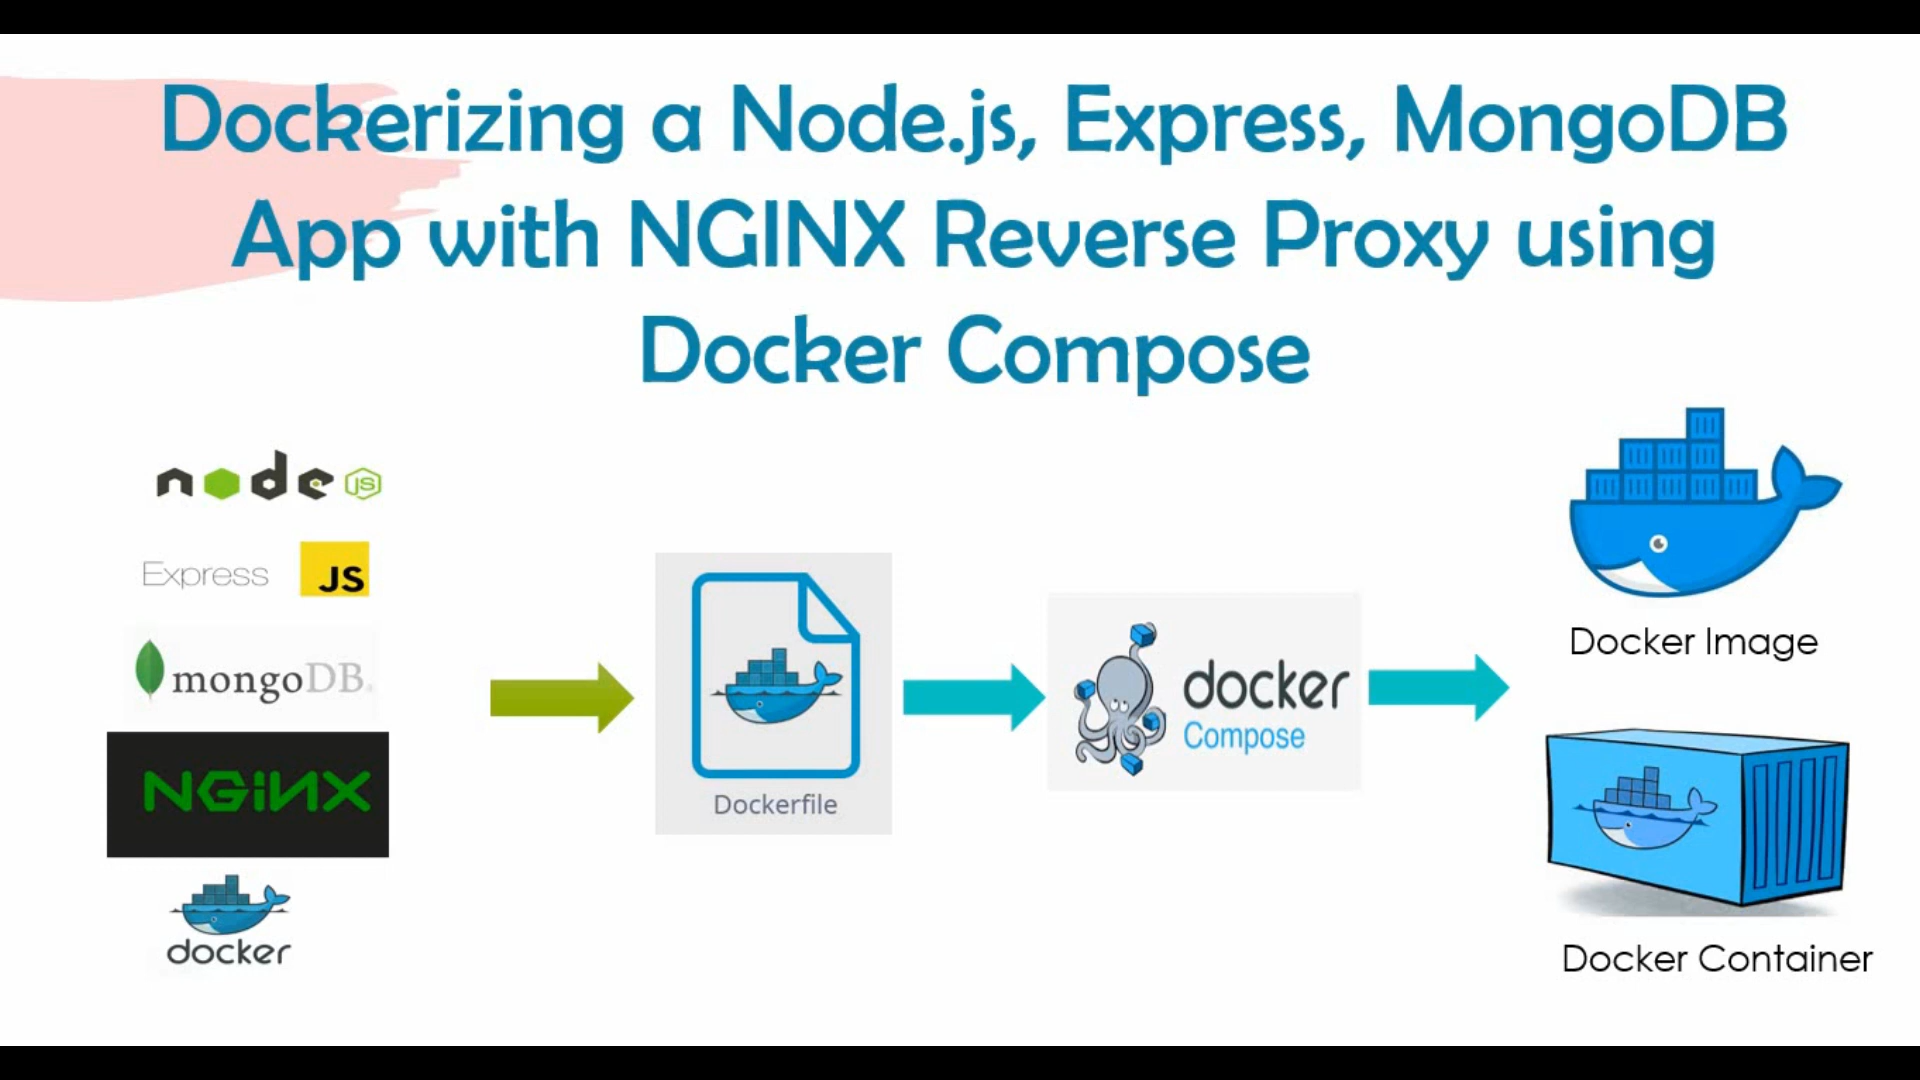 Dockerizing a Node.js, Express, MongoDB
App with NGINX Reverse Proxy using
Docker Compose
node JS
Express JS
mongoDB.
NGiNX
docker
Dockerfile
docker
Compose
Docker Image
Docker Container